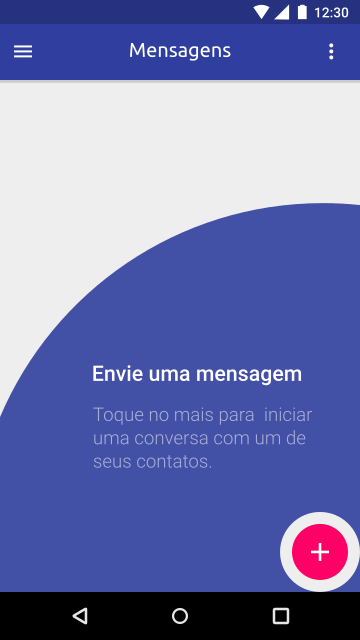 12:30
Mensagens
Envie uma mensagem
Toque no mais para  iniciar
uma conversa com um de
seus contatos.